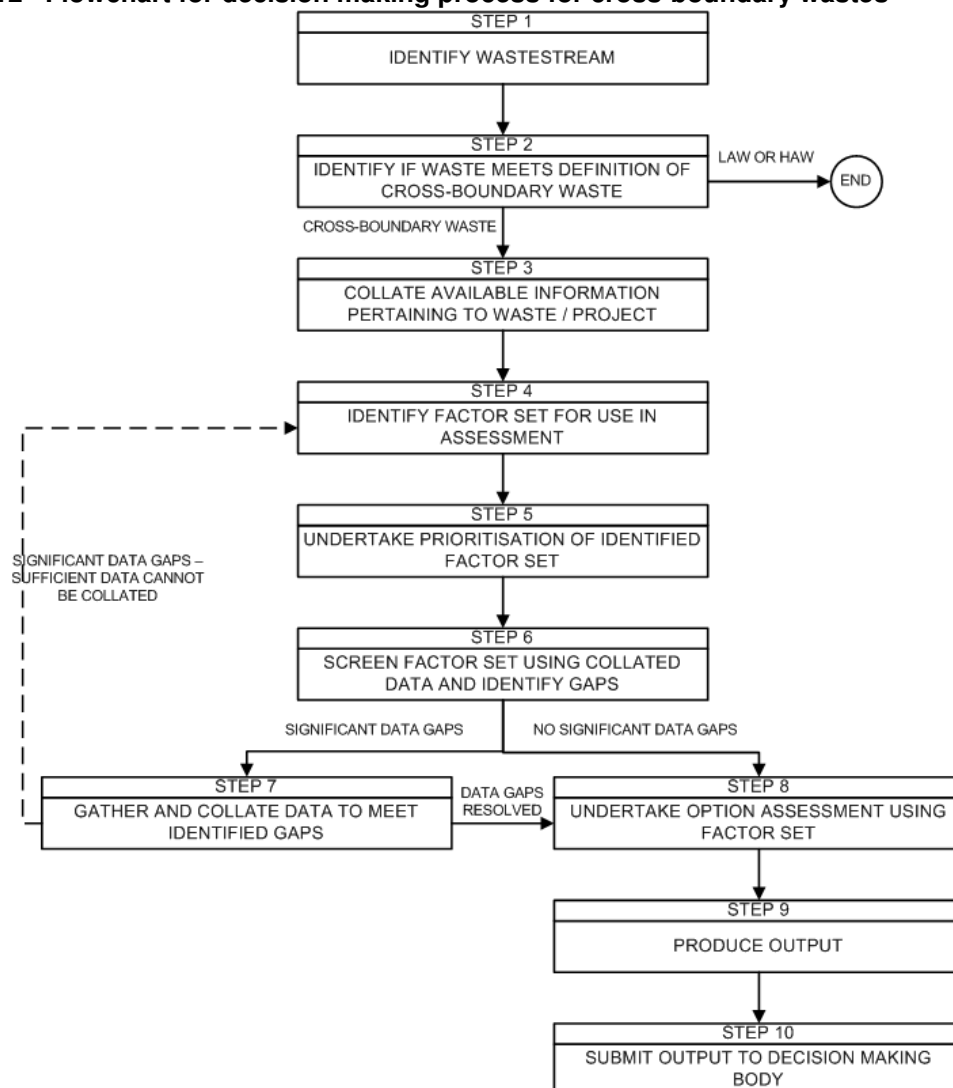 Flowchart for decision making process for cross boundary wastes
STEP 1
IDENTIFY WASTESTREAM
STEP 2
IDENTIFY IF WASTE MEETS DEFINITION OF
CROSS-BOUNDARY WASTE
LAW OR HAW
END
CROSS-BOUNDARY WASTE
STEP 3
COLLATE AVAILABLE INFORMATION
PERTAINING TO WASTE / PROJECT
STEP 4
IDENTIFY FACTOR SET FOR USE IN
ASSESSMENT
STEP 5
UNDERTAKE PRIORITISATION OF IDENTIFIED
FACTOR SET
SIGNIFICANT DATA GAPS –
SUFFICIENT DATA CANNOT
BE COLLATED
STEP 6
SCREEN FACTOR SET USING COLLATED
DATA AND IDENTIFY GAPS
SIGNIFICANT DATA GAPS
NO SIGNIFICANT DATA GAPS
STEP 7
GATHER AND COLLATE DATA TO MEET
IDENTIFIED GAPS
DATA GAPS
RESOLVED
STEP 8
UNDERTAKE OPTION ASSESSMENT USING
FACTOR SET
STEP 9
PRODUCE OUTPUT
STEP 10
SUBMIT OUTPUT TO DECISION MAKING
BODY